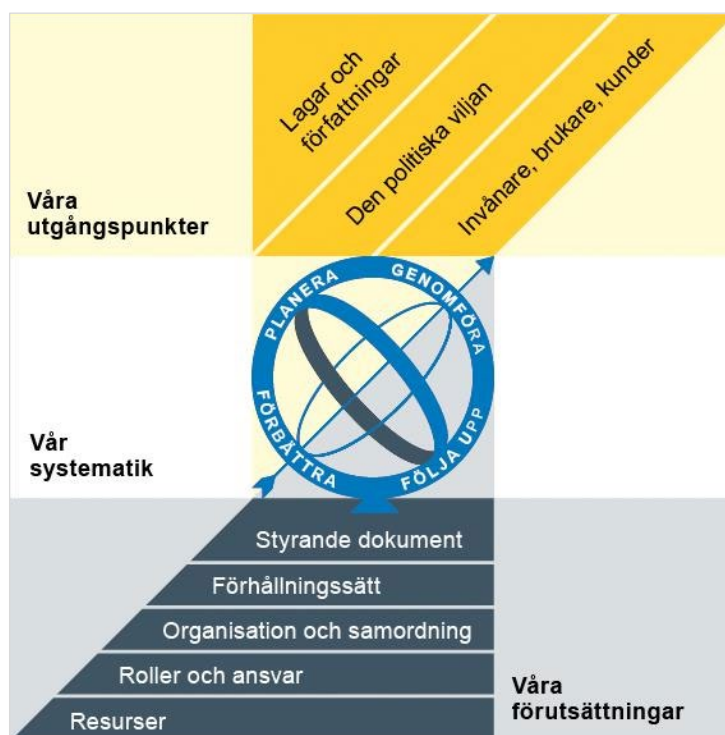 Lagar och
författningar
Den politiska viljan
Invånare, brukare, kunder
Våra
utgångspunkter
PLANERA
GENOMFÖRA
FÖRBÄTTRA
FÖLJA UPP
Vår
systematik
Styrande dokument
Förhållningssätt
Organisation och samordning
Roller och ansvar
Resurser
Våra
förutsättningar